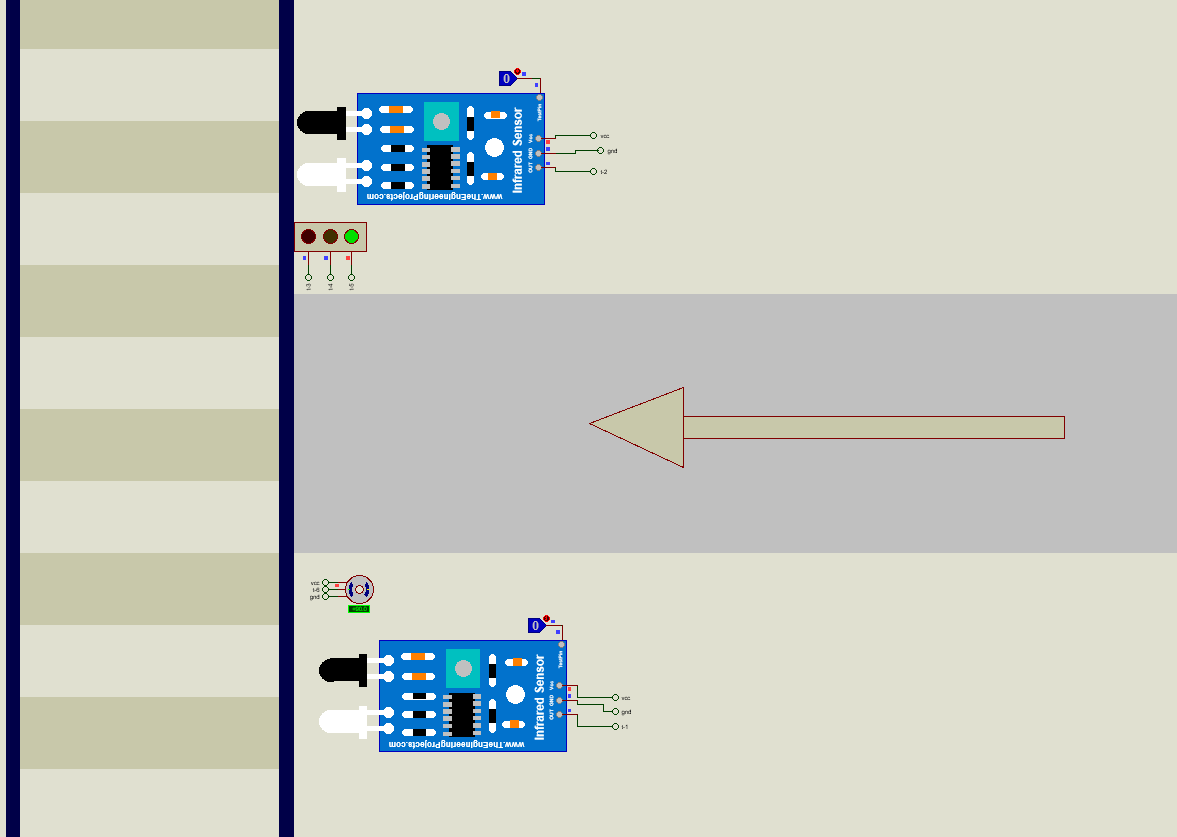 0
TestPin
Infrared Sensor
Vcc
GND
OUT
vcc
gnd
t-2
www.TheEngineeringProjects.com
t-3
t-4
t-5
vcc
t-6
gnd
0
TestPin
Infrared Sensor
Vcc
GND
OUT
vcc
gnd
t-1
www.TheEngineeringProjects.com